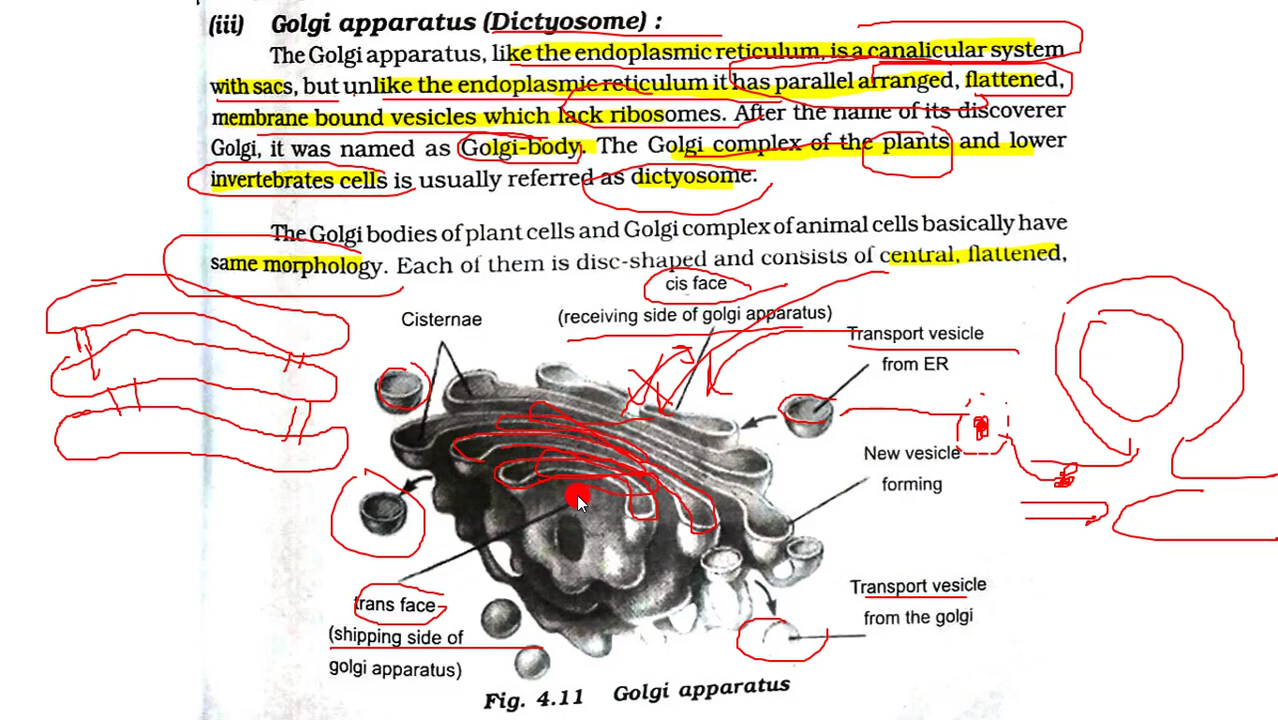 (iii) Golgi apparatus (Dictyosome) :
The Golgi apparatus, like the endoplasmic reticulum, is a canalicular system
with sacs, but unlike the endoplasmic reticulum it has parallel arranged, flattened,
membrane bound vesicles which lack ribosomes. After the name of its discoverer
Golgi, it was named as Golgi-body. The Golgi complex of the plants and lower
invertebrates cells is usually referred as dictyosome.
The Golgi bodies of plant cells and Golgi complex of animal cells basically have
same morphology. Each of them is disc-shaped and consists of central, flattened,
cis face
(receiving side of golgi apparatus)
Cisternae
Transport vesicle
from ER
New vesicle
forming
Transport vesicle
from the golgi
trans face
(shipping side of
golgi apparatus)
Fig. 4.11 Golgi apparatus